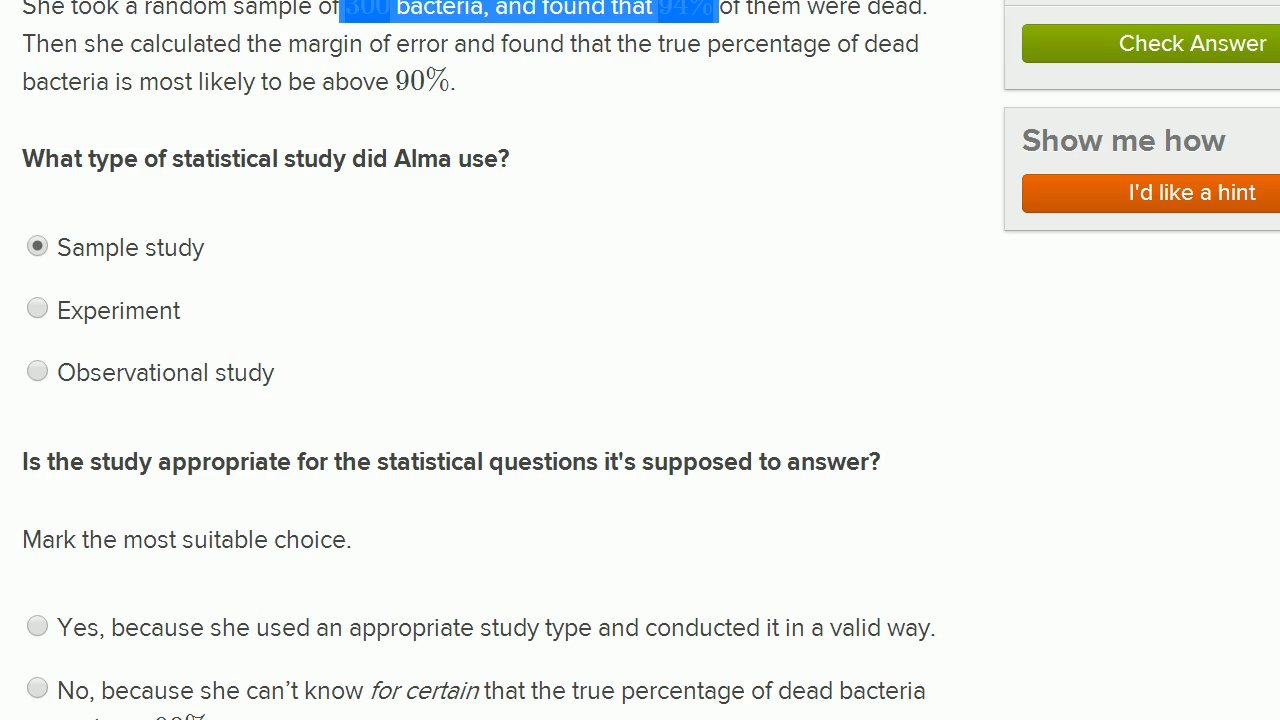 She took a random sample of 300 bacteria, and found that 94% of them were dead.
Then she calculated the margin of error and found that the true percentage of dead
bacteria is most likely to be above 90%.
What type of statistical study did Alma use?
Sample study
Experiment
Observational study
Is the study appropriate for the statistical questions it's supposed to answer?
Mark the most suitable choice.
Yes, because she used an appropriate study type and conducted it in a valid way.
No, because she can't know for certain that the true percentage of dead bacteria
Check Answer
Show me how
I'd like a hint